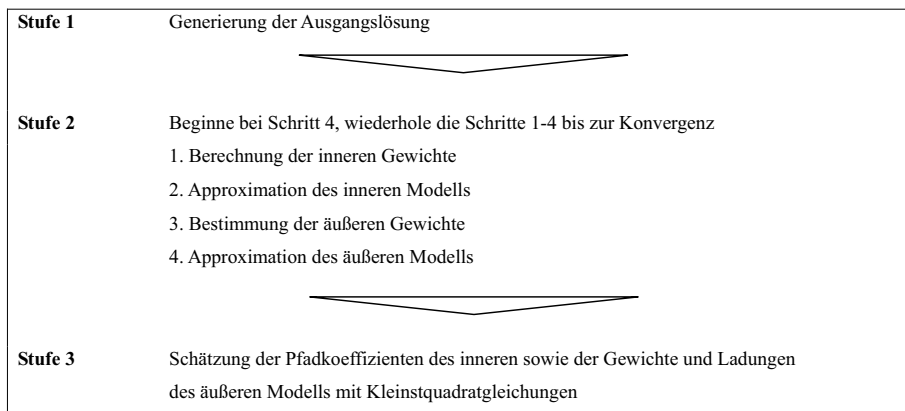 Stufe 1 Generierung der Ausgangslösung
Stufe 2 Beginne bei Schritt 4, wiederhole die Schritte 1-4 bis zur Konvergenz
1. Berechnung der inneren Gewichte
2. Approximation des inneren Modells
3. Bestimmung der äußeren Gewichte
4. Approximation des äußeren Modells
Stufe 3 Schätzung der Pfadkoeffizienten des inneren sowie der Gewichte und Ladungen
des äußeren Modells mit Kleinstquadratgleichungen